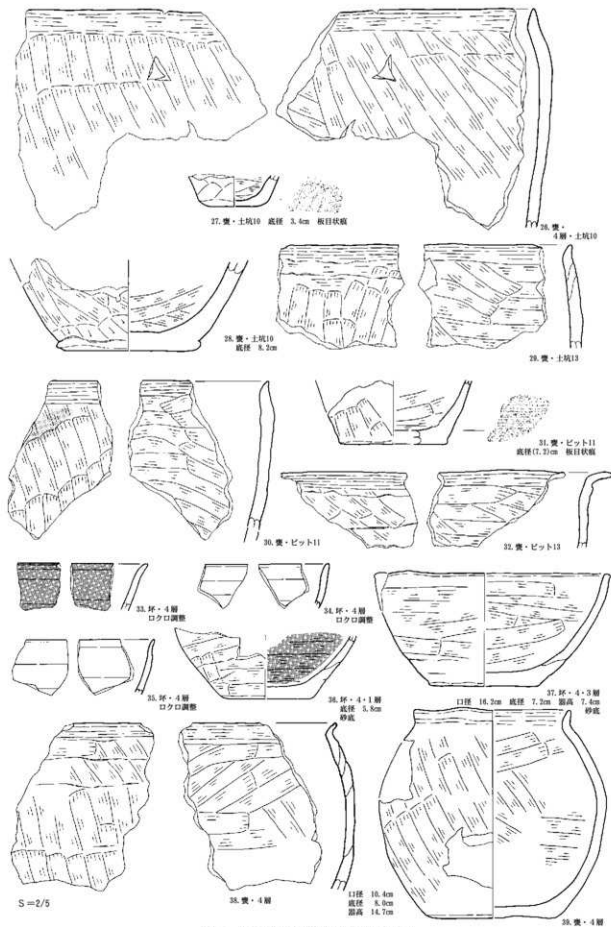 26. 甕・
4層・土坑10
27. 甕・土坑10 底径 3.4cm 板目状痕
28. 甕・土坑10
底径 8.2cm
29. 甕・土坑13
30. 甕・ピット11
31. 甕・ピット11
底径(7.2)cm 板目状痕
32. 甕・ピット13
33. 坏・4層
ロクロ調整
34. 坏・4層
ロクロ調整
35. 坏・4層
ロクロ調整
36. 坏・4・1層
底径 5.8cm
砂底
37. 坏・4・3層
口径 16.2cm 底径 7.2cm 器高 7.4cm
砂底
38. 甕・4層
口径 10.4cm
底径 8.0cm
器高 14.7cm
39. 甕・4層
S=2/5